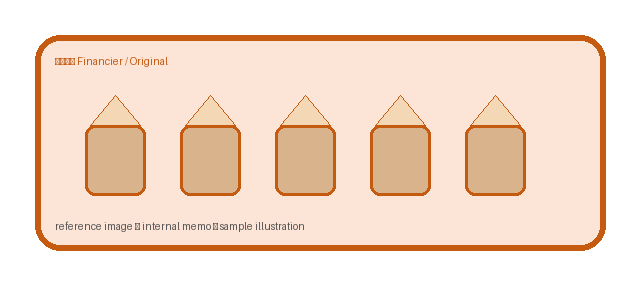 Financier / Original
reference image internal memo sample illustration